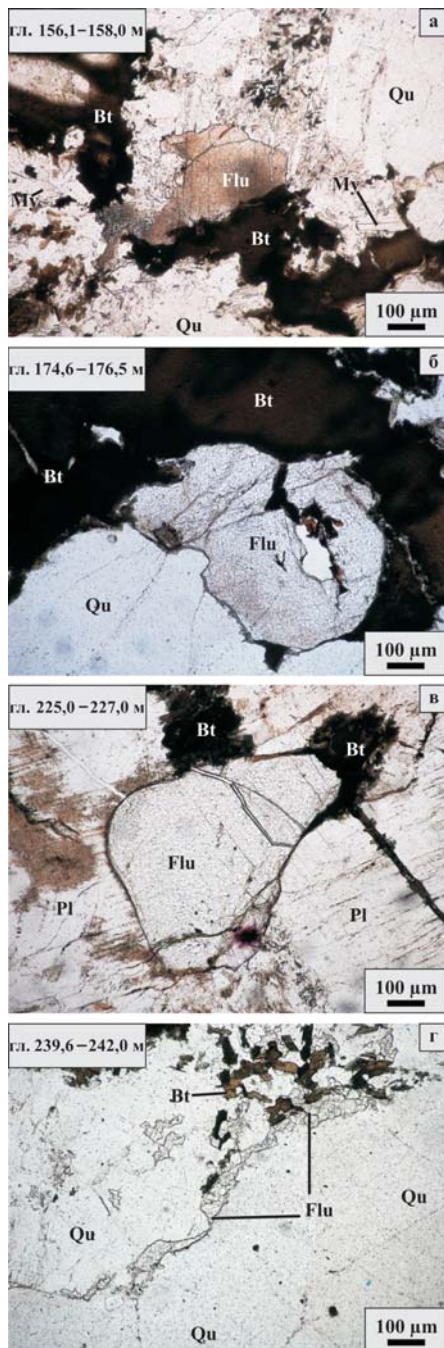 гл. 156,1–158,0 м
а
Bt
Qu
Flu
Му
Му
Bt
Qu
100 µm
гл. 174,6–176,5 м
б
Bt
Bt
Flu
Qu
100 µm
гл. 225,0–227,0 м
в
Bt
Bt
Flu
Pl
Pl
100 µm
гл. 239,6–242,0 м
г
Bt
Flu
Qu
Qu
Qu
100 µm